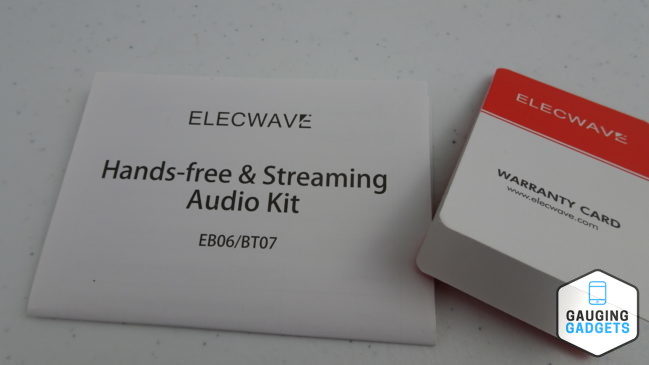 ELECWAVE
Hands-free & Streaming
Audio Kit
EB06/BT07
ELECWAVE
WARRANTY CARD
www.elecwave.com
GAUGING
GADGETS